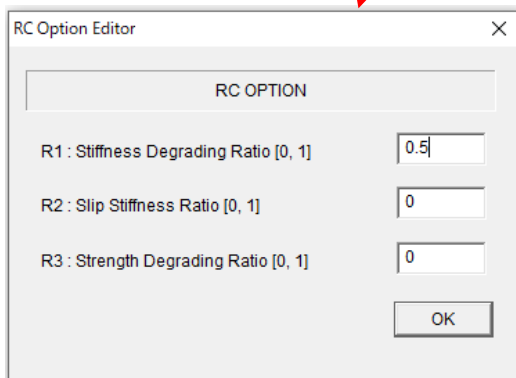 RC Option Editor
RC OPTION
R1 : Stiffness Degrading Ratio [0, 1] 0.5
R2 : Slip Stiffness Ratio [0, 1] 0
R3 : Strength Degrading Ratio [0, 1] 0
OK